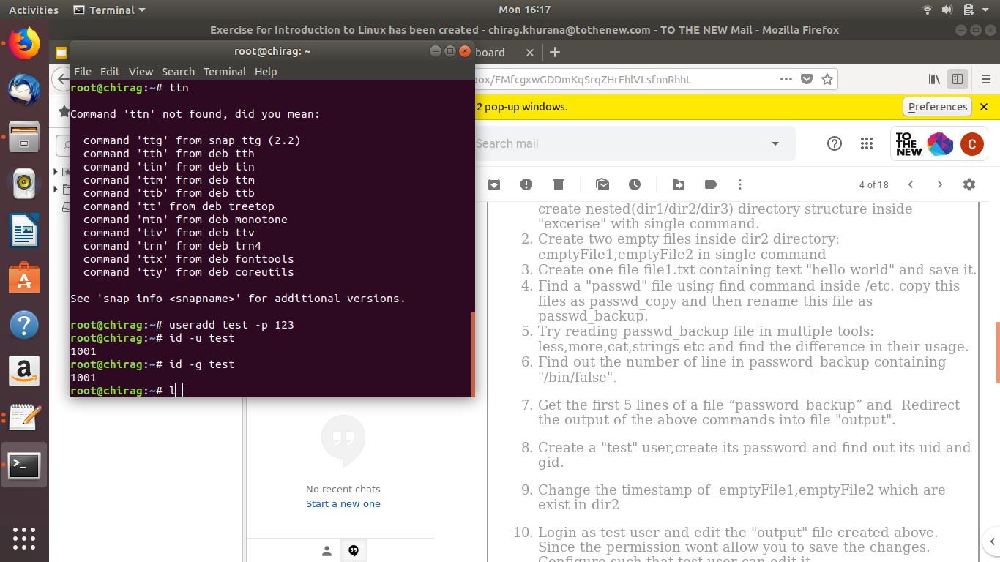 Activities
Terminal
Mon 16:17
Exercise for Introduction to Linux has been created - chirag.khurana@tothenew.com - TO THE NEW Mail - Mozilla Firefox
root@chirag: ~
board
File Edit View Search Terminal Help
box/FMfcgxwGDDmKqSrqZHrFhlVLsfnnRhhL
root@chirag:~# ttn
Command 'ttn' not found, did you mean:
command 'ttg' from snap ttg (2.2)
command 'tth' from deb tth
command 'tin' from deb tin
command 'ttm' from deb ttm
command 'ttb' from deb ttb
command 'tt' from deb treetop
command 'mtn' from deb monotone
command 'ttv' from deb ttv
command 'trn' from deb trn4
command 'ttx' from deb fonttools
command 'tty' from deb coreutils
See 'snap info <snapname>' for additional versions.
root@chirag:~# useradd test -p 123
root@chirag:~# id -u test
1001
root@chirag:~# id -g test
1001
root@chirag:~# l
2 pop-up windows.
Preferences
Search mail
TO THE NEW
C
4 of 18
create nested(dir1/dir2/dir3) directory structure inside
"excerise" with single command.
2. Create two empty files inside dir2 directory:
emptyFile1,emptyFile2 in single command
3. Create one file file1.txt containing text "hello world" and save it.
4. Find a "passwd" file using find command inside /etc. copy this
files as passwd_copy and then rename this file as
passwd_backup.
5. Try reading passwd_backup file in multiple tools:
less,more,cat,strings etc and find the difference in their usage.
6. Find out the number of line in password_backup containing
"/bin/false".
7. Get the first 5 lines of a file “password_backup” and Redirect
the output of the above commands into file "output".
8. Create a "test" user,create its password and find out its uid and
gid.
9. Change the timestamp of emptyFile1,emptyFile2 which are
exist in dir2
10. Login as test user and edit the "output" file created above.
Since the permission wont allow you to save the changes.
Configure such that test user can edit it
No recent chats
Start a new one